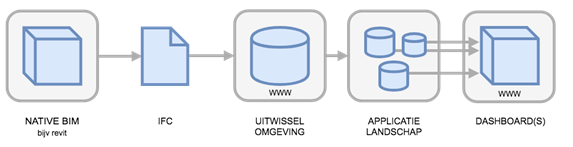 WWW
WWW
NATIVE BIM
bijv revit
IFC
UITWISSEL
OMGEVING
APPLICATIE
LANDSCHAP
DASHBOARD(S)